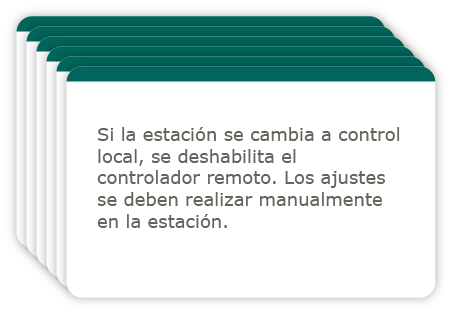 Si la estación se cambia a control
local, se deshabilita el
controlador remoto. Los ajustes
se deben realizar manualmente
en la estación.